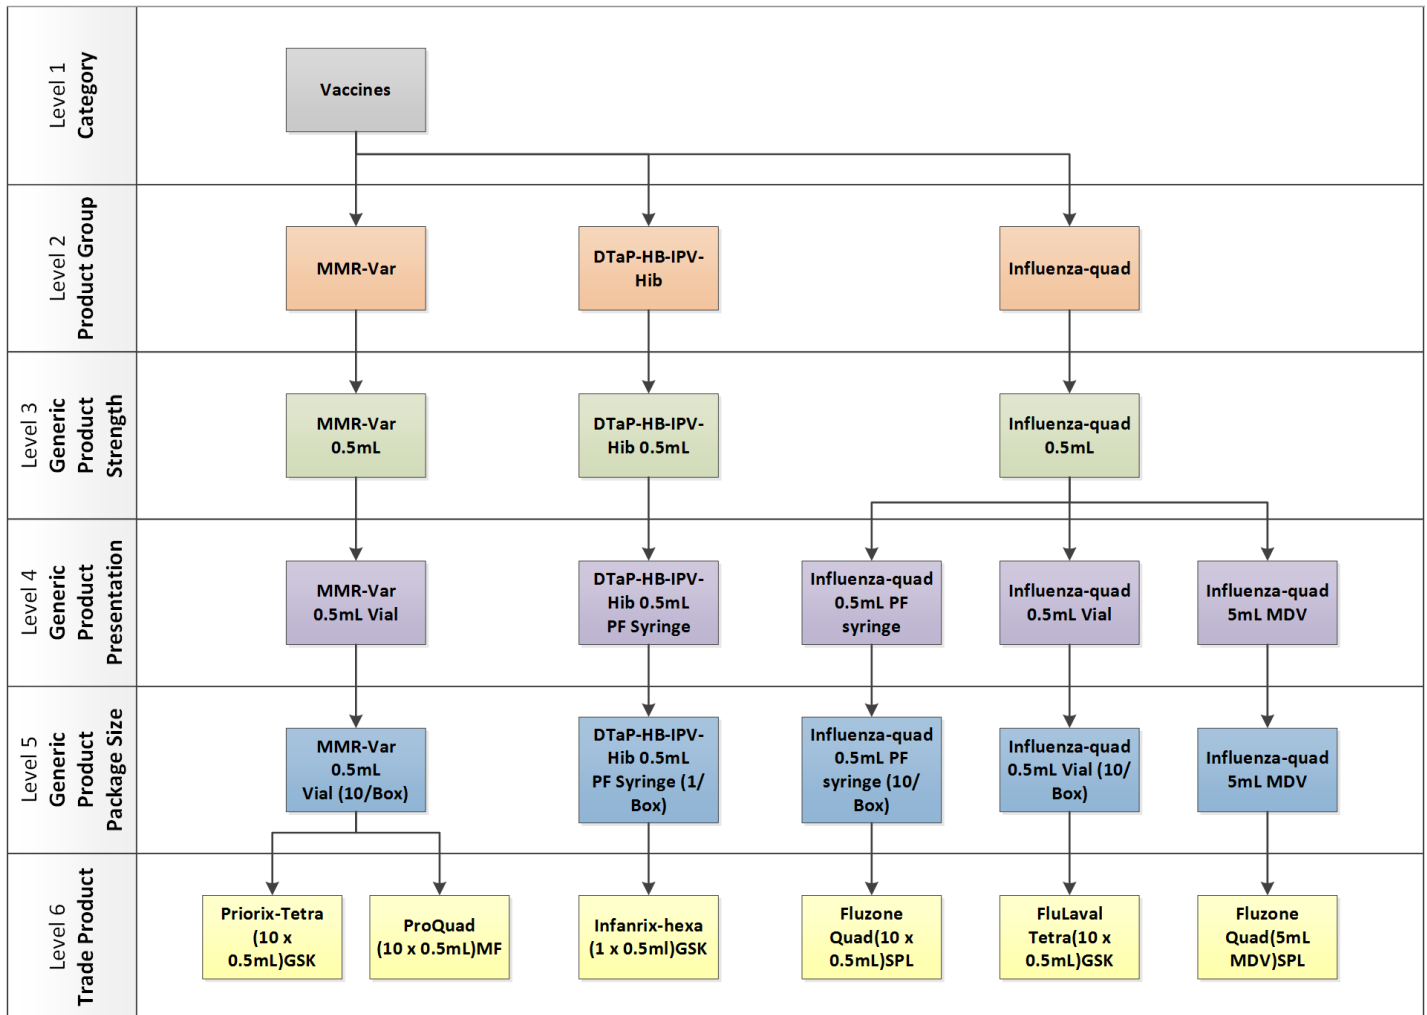 Level 1
Category
Vaccines
Level 2
Product Group
MMR-Var
DTaP-HB-IPV-
Hib
Influenza-quad
Level 3
Generic
Product
Strength
MMR-Var
0.5mL
DTaP-HB-IPV-
Hib 0.5mL
Influenza-quad
0.5mL
Level 4
Generic
Product
Presentation
MMR-Var
0.5mL Vial
DTaP-HB-IPV-
Hib 0.5mL
PF Syringe
Influenza-quad
0.5mL PF
syringe
Influenza-quad
0.5mL Vial
Influenza-quad
5mL MDV
Level 5
Generic
Product
Package Size
MMR-Var
0.5mL
Vial (10/Box)
DTaP-HB-IPV-
Hib 0.5mL
PF Syringe (1/
Box)
Influenza-quad
0.5mL PF
syringe (10/
Box)
Influenza-quad
0.5mL Vial (10/
Box)
Influenza-quad
5mL MDV
Level 6
Trade Product
Priorix-Tetra
(10 x
0.5mL)GSK
ProQuad
(10 x 0.5mL)MF
Infanrix-hexa
(1 x 0.5ml)GSK
Fluzone
Quad(10 x
0.5mL)SPL
FluLaval
Tetra(10 x
0.5mL)GSK
Fluzone
Quad(5mL
MDV)SPL